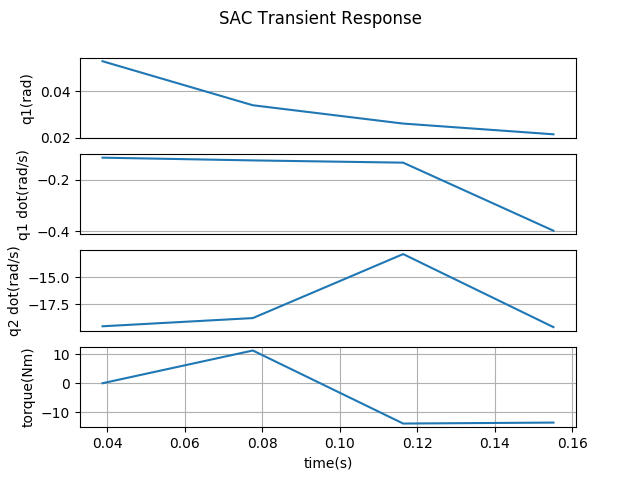 SAC Transient Response
q1(rad)
0.04
0.02
q1 dot(rad/s)
−0.2
−0.4
q2 dot(rad/s)
−15.0
−17.5
torque(Nm)
10
0
−10
0.04 0.06 0.08 0.10 0.12 0.14 0.16
time(s)